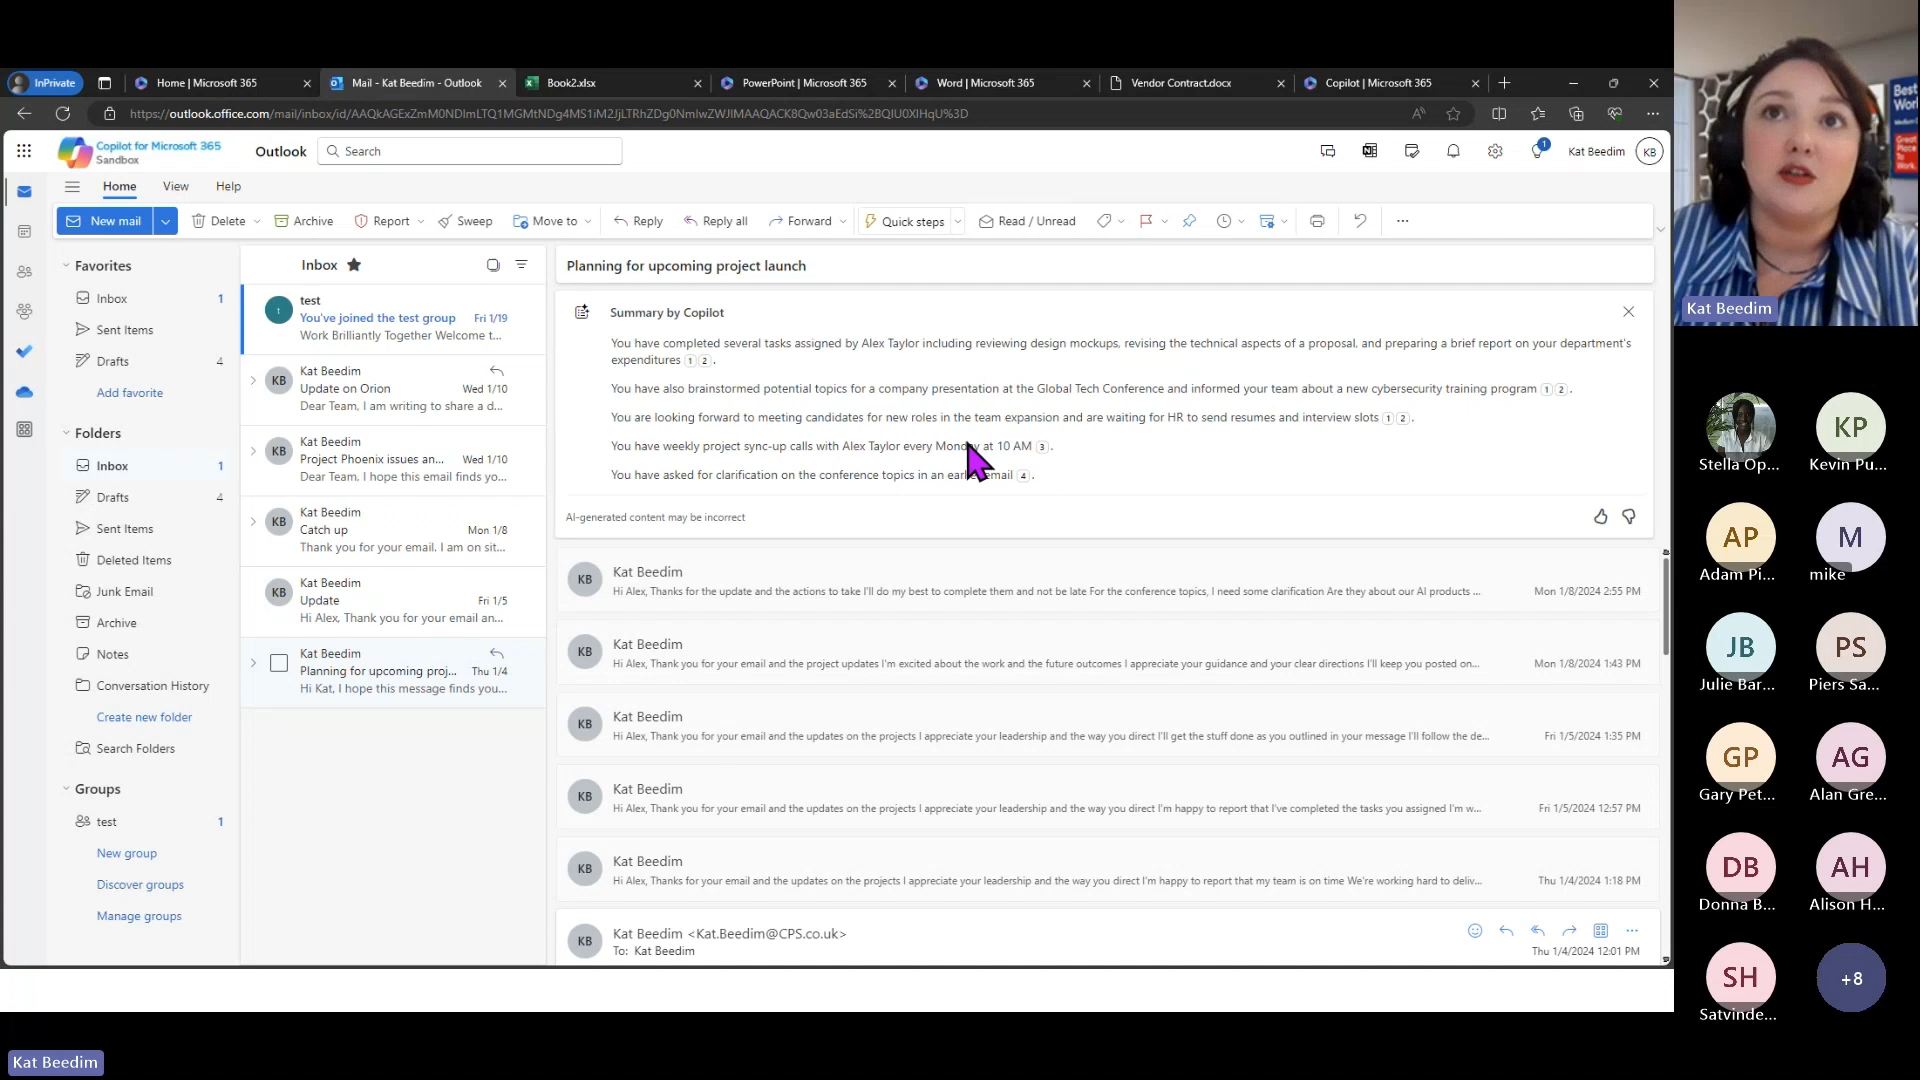 InPrivate
Home | Microsoft 365
Mail - Kat Beedim - Outlook
Book2.xlsx
PowerPoint | Microsoft 365
Word | Microsoft 365
Vendor Contract.docx
Copilot | Microsoft 365
Copilot for Microsoft 365
Sandbox
Outlook
Search
1
Kat Beedim
KB
Home
View
Help
New mail
Delete
Archive
Report
Sweep
Move to
Reply
Reply all
Forward
Quick steps
Read / Unread
Favorites
Inbox 1
Sent Items
Drafts 4
Add favorite
Folders
Inbox 1
Drafts 4
Sent Items
Deleted Items
Junk Email
Archive
Notes
Conversation History
Create new folder
Search Folders
Groups
test 1
New group
Discover groups
Manage groups
Inbox
t
test
You've joined the test group Fri 1/19
Work Brilliantly Together Welcome t...
KB
Kat Beedim
Update on Orion Wed 1/10
Dear Team, I am writing to share a d...
KB
Kat Beedim
Project Phoenix issues an... Wed 1/10
Dear Team, I hope this email finds yo...
KB
Kat Beedim
Catch up Mon 1/8
Thank you for your email. I am on sit...
KB
Kat Beedim
Update Fri 1/5
Hi Alex, Thank you for your email an...
Kat Beedim
Planning for upcoming proj... Thu 1/4
Hi Kat, I hope this message finds you...
Planning for upcoming project launch
Summary by Copilot
You have completed several tasks assigned by Alex Taylor including reviewing design mockups, revising the technical aspects of a proposal, and preparing a brief report on your department's
expenditures 1 2 .
You have also brainstormed potential topics for a company presentation at the Global Tech Conference and informed your team about a new cybersecurity training program 1 2 .
You are looking forward to meeting candidates for new roles in the team expansion and are waiting for HR to send resumes and interview slots 1 2 .
You have weekly project sync-up calls with Alex Taylor every Monday at 10 AM 3 .
You have asked for clarification on the conference topics in an earlier email 4 .
AI-generated content may be incorrect
KB
Kat Beedim
Hi Alex, Thanks for the update and the actions to take I'll do my best to complete them and not be late For the conference topics, I need some clarification Are they about our AI products ... Mon 1/8/2024 2:55 PM
KB
Kat Beedim
Hi Alex, Thank you for your email and the project updates I'm excited about the work and the future outcomes I appreciate your guidance and your clear directions I'll keep you posted on... Mon 1/8/2024 1:43 PM
KB
Kat Beedim
Hi Alex, Thank you for your email and the updates on the projects I appreciate your leadership and the way you direct I'll get the stuff done as you outlined in your message I'll follow the de... Fri 1/5/2024 1:35 PM
KB
Kat Beedim
Hi Alex, Thank you for your email and the updates on the projects I appreciate your leadership and the way you direct I'm happy to report that I've completed the tasks you assigned I'm w... Fri 1/5/2024 12:57 PM
KB
Kat Beedim
Hi Alex, Thanks for your email and the updates on the projects I appreciate your leadership and the way you direct I'm happy to report that my team is on time We're working hard to deliv... Thu 1/4/2024 1:18 PM
KB
Kat Beedim <Kat.Beedim@CPS.co.uk>
To: Kat Beedim
Thu 1/4/2024 12:01 PM
Best
Great
Kat Beedim
Stella Op...
KP
Kevin Pu...
AP
Adam Pi...
M
mike
JB
Julie Bar...
PS
Piers Sa...
GP
Gary Pet...
AG
Alan Gre...
DB
Donna B...
AH
Alison H...
SH
Satvinde...
+8
Kat Beedim